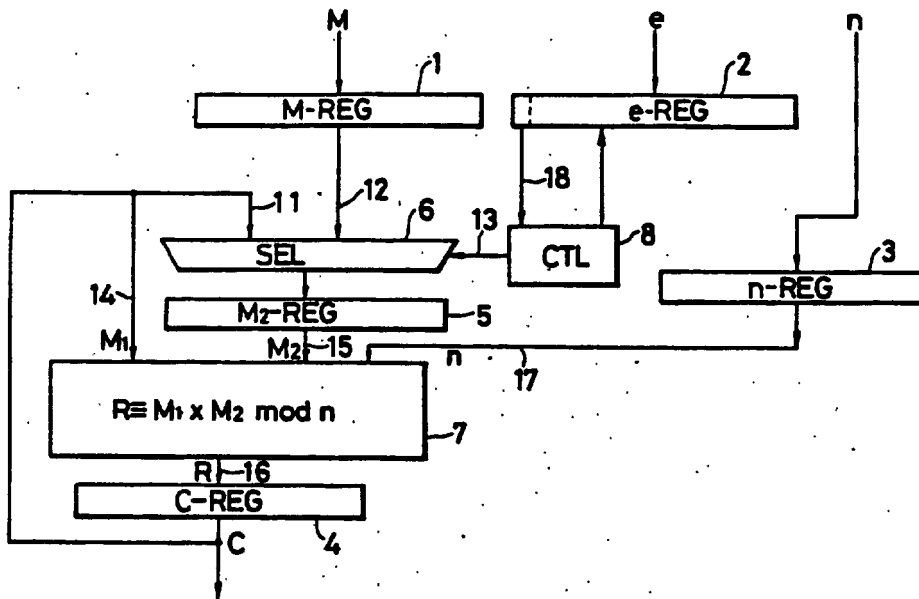 M e n
1 2
M-REG e-REG
11 12 18
6 13 8 3
SEL CTL n-REG
14
M₂-REG 5
M₁ M₂ 15 n 17
R≡ M₁ x M₂ mod n
7
R 16
C-REG
4
C